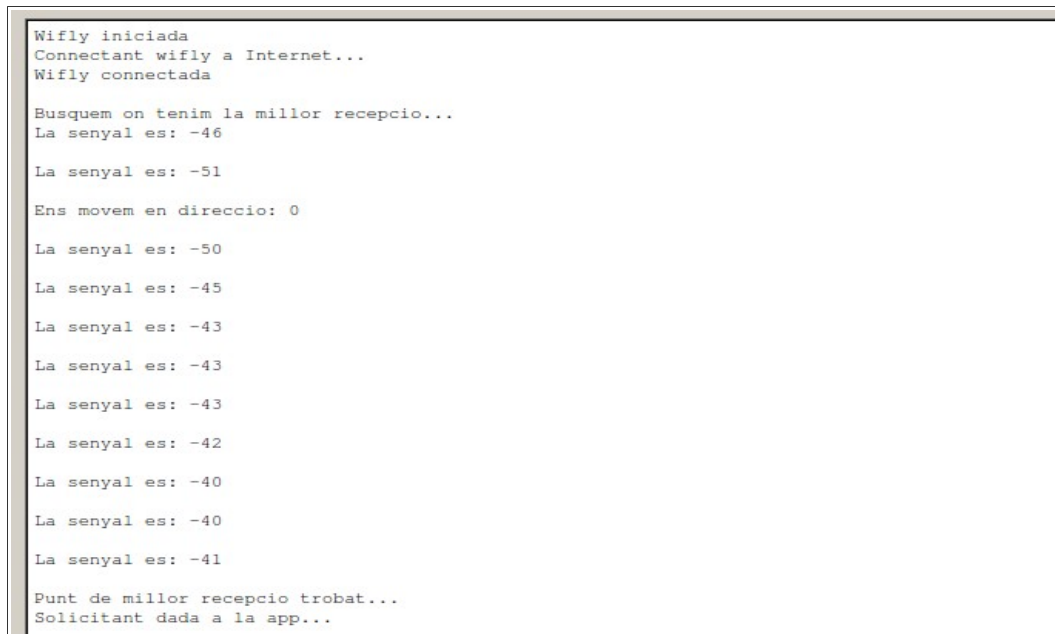 Wifly iniciada
Connectant wifly a Internet...
Wifly connectada
Busquem on tenim la millor recepcio...
La senyal es: -46
La senyal es: -51
Ens movem en direccio: 0
La senyal es: -50
La senyal es: -45
La senyal es: -43
La senyal es: -43
La senyal es: -43
La senyal es: -42
La senyal es: -40
La senyal es: -40
La senyal es: -41
Punt de millor recepcio trobat...
Solicitant dada a la app...